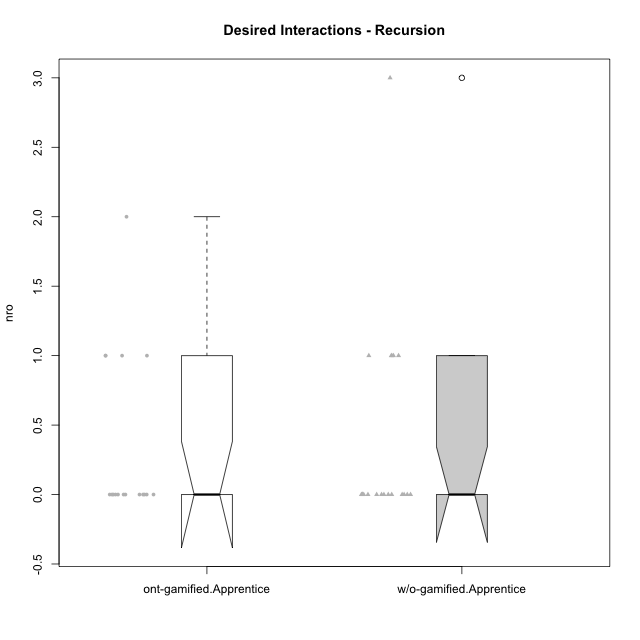 Desired Interactions - Recursion
nro
3.0
2.5
2.0
1.5
1.0
0.5
0.0
-0.5
ont-gamified.Apprentice w/o-gamified.Apprentice